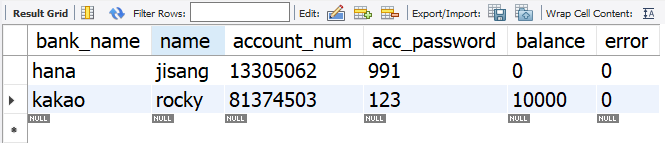 Result Grid Filter Rows: Edit: Export/Import: Wrap Cell Content: IA
bank_name name account_num acc_password balance error
hana jisang 13305062 991 0 0
kakao rocky 81374503 123 10000 0
NULL NULL NULL NULL NULL NULL